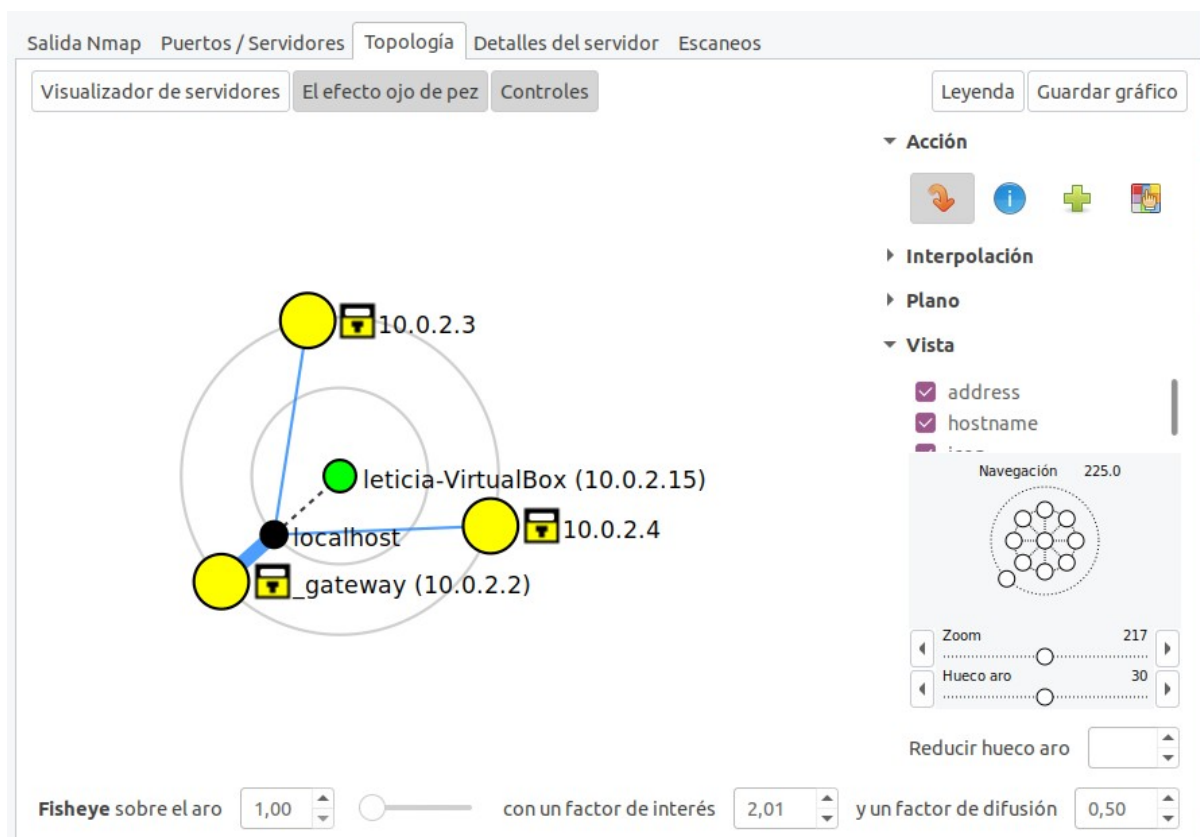 Salida Nmap Puertos / Servidores Topología Detalles del servidor Escaneos
Visualizador de servidores El efecto ojo de pez Controles Leyenda Guardar gráfico
Acción
Interpolación
Plano
Vista
address
hostname
10.0.2.3
leticia-VirtualBox (10.0.2.15)
10.0.2.4
localhost
_gateway (10.0.2.2)
Navegación 225.0
Zoom 217
Hueco aro 30
Reducir hueco aro
Fisheye sobre el aro 1,00 con un factor de interés 2,01 y un factor de difusión 0,50